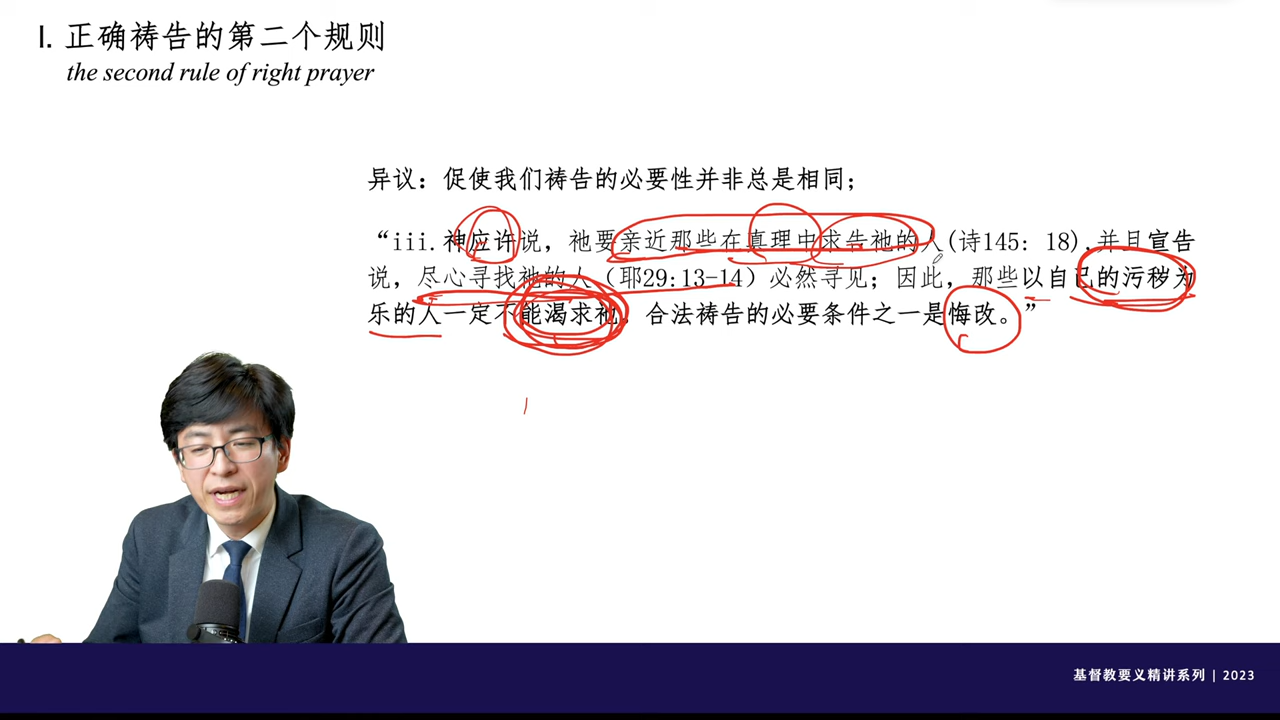 I. 正确祷告的第二个规则
the second rule of right prayer
异议：促使我们祷告的必要性并非总是相同；
“iii.神应许说，祂要亲近那些在真理中求告祂的人(诗145：18),并且宣告
说，尽心寻找祂的人（耶29:13-14）必然寻见；因此，那些以自己的污秽为
乐的人一定不能渴求祂，合法祷告的必要条件之一是悔改。”
基督教要义精讲系列 | 2023